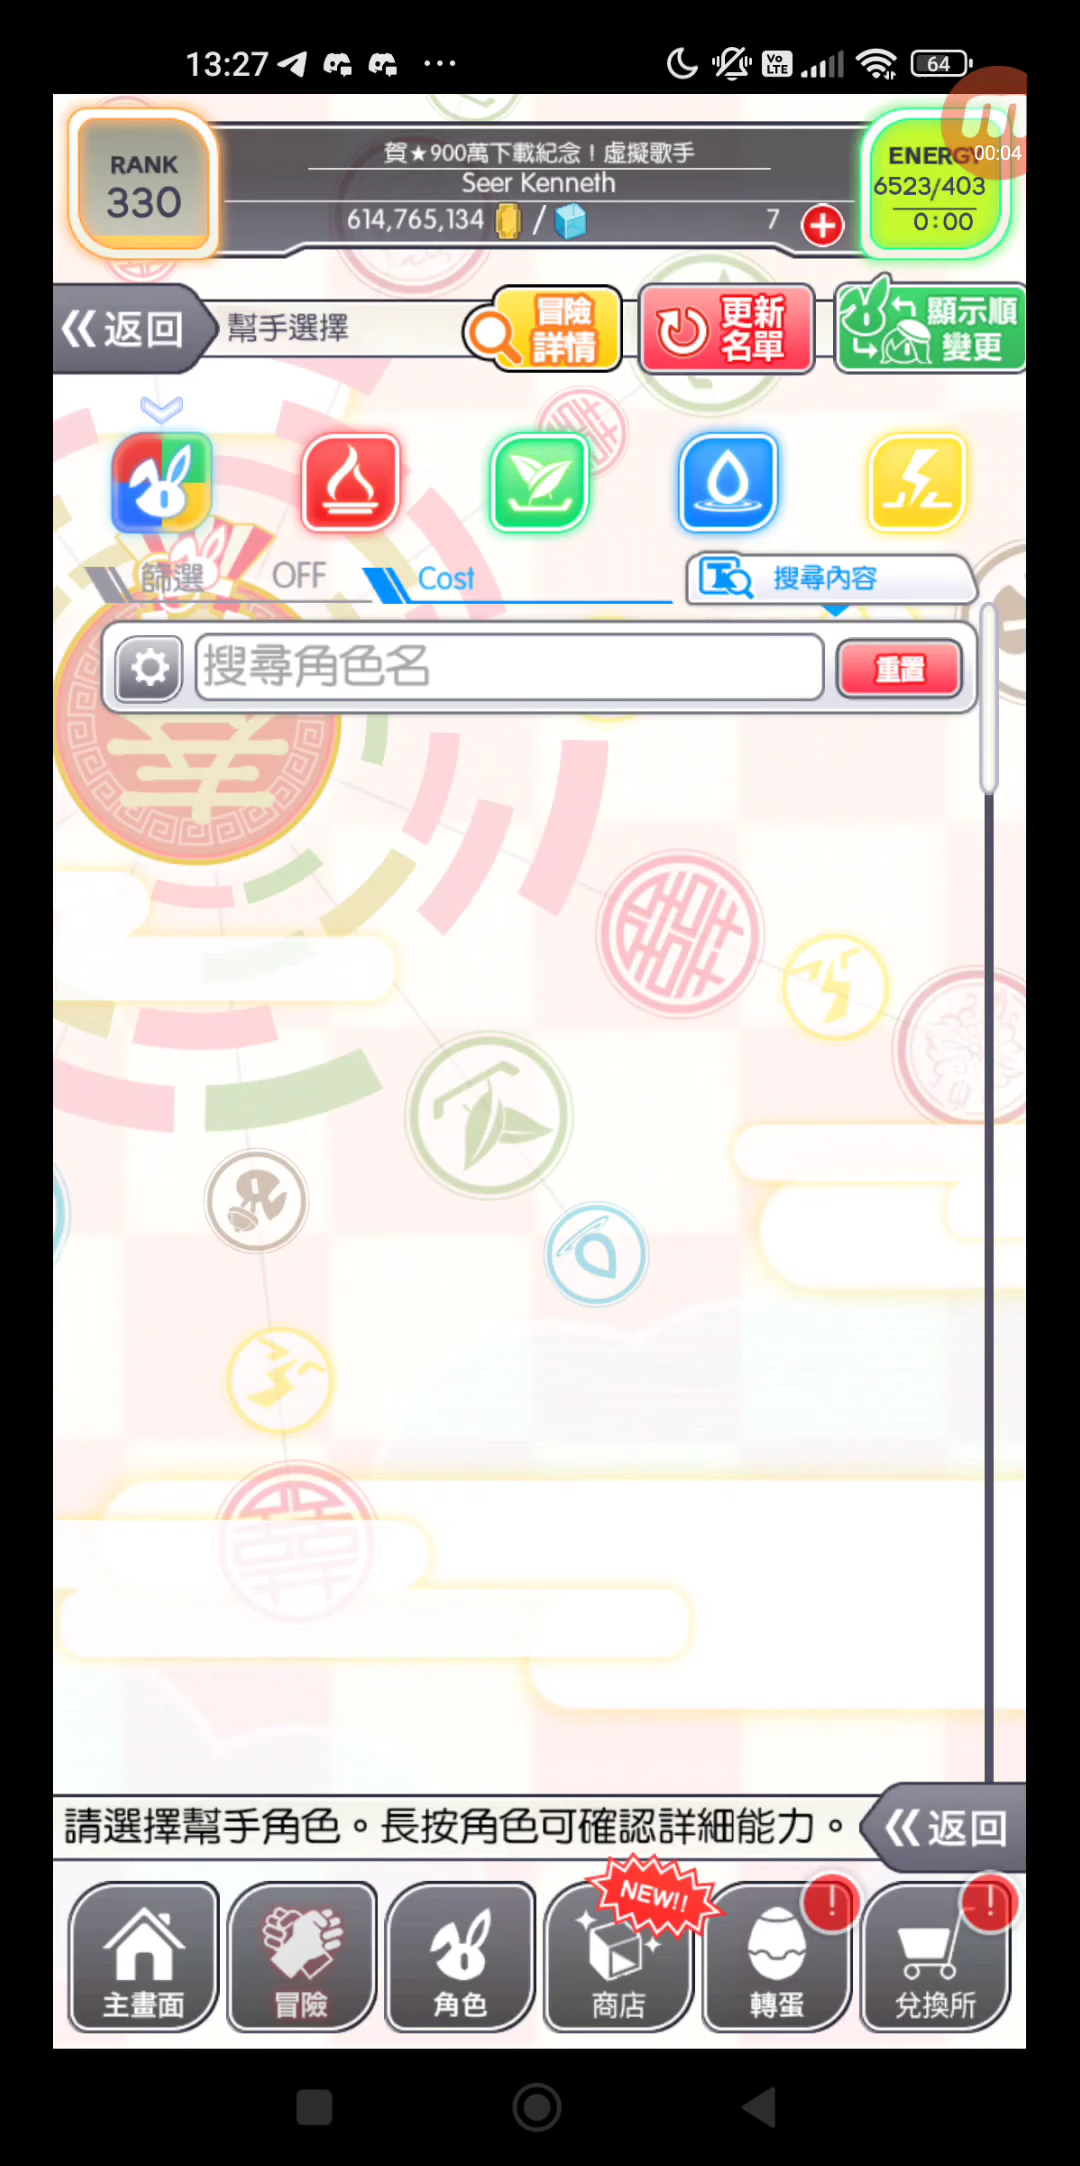 13:27
Vo LTE
64
00:04
RANK
330
賀★900萬下載紀念！虛擬歌手
Seer Kenneth
614,765,134 / 7
ENERGY
6523/403
0:00
返回
幫手選擇
冒險詳情
更新名單
顯示順變更
篩選 OFF
Cost
搜尋內容
搜尋角色名
重置
請選擇幫手角色。長按角色可確認詳細能力。
返回
NEW!!
主畫面
冒險
角色
商店
轉蛋
兌換所